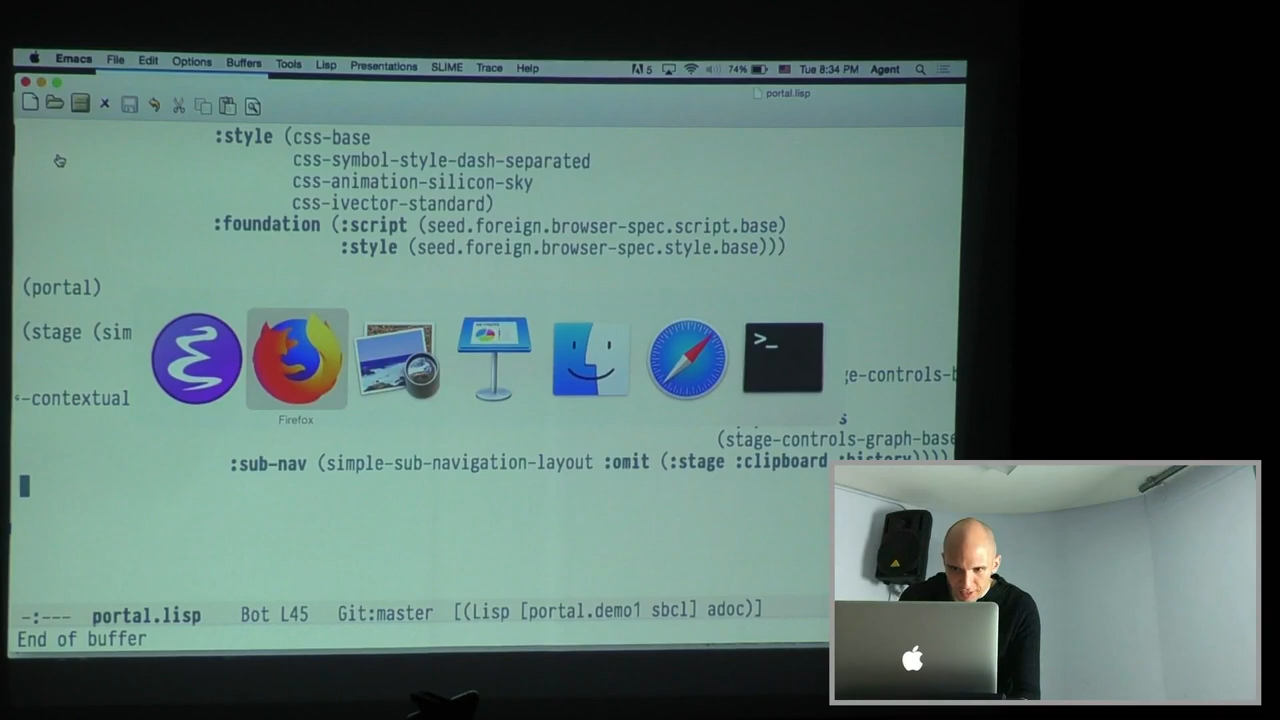 Emacs File Edit Options Buffers Tools Lisp Presentations SLIME Trace Help 5 74% Tue 8:34 PM Agent
portal.lisp
:style (css-base
css-symbol-style-dash-separated
css-animation-silicon-sky
css-ivector-standard)
:foundation (:script (seed.foreign.browser-spec.script.base)
:style (seed.foreign.browser-spec.style.base)))
(portal)
(stage (sim
>_
ge-controls-b
-contextual
s
Firefox
(stage-controls-graph-base
:sub-nav (simple-sub-navigation-layout :omit (:stage :clipboard :history))))
-:--- portal.lisp Bot L45 Git:master [(Lisp [portal.demo1 sbcl] adoc)]
End of buffer